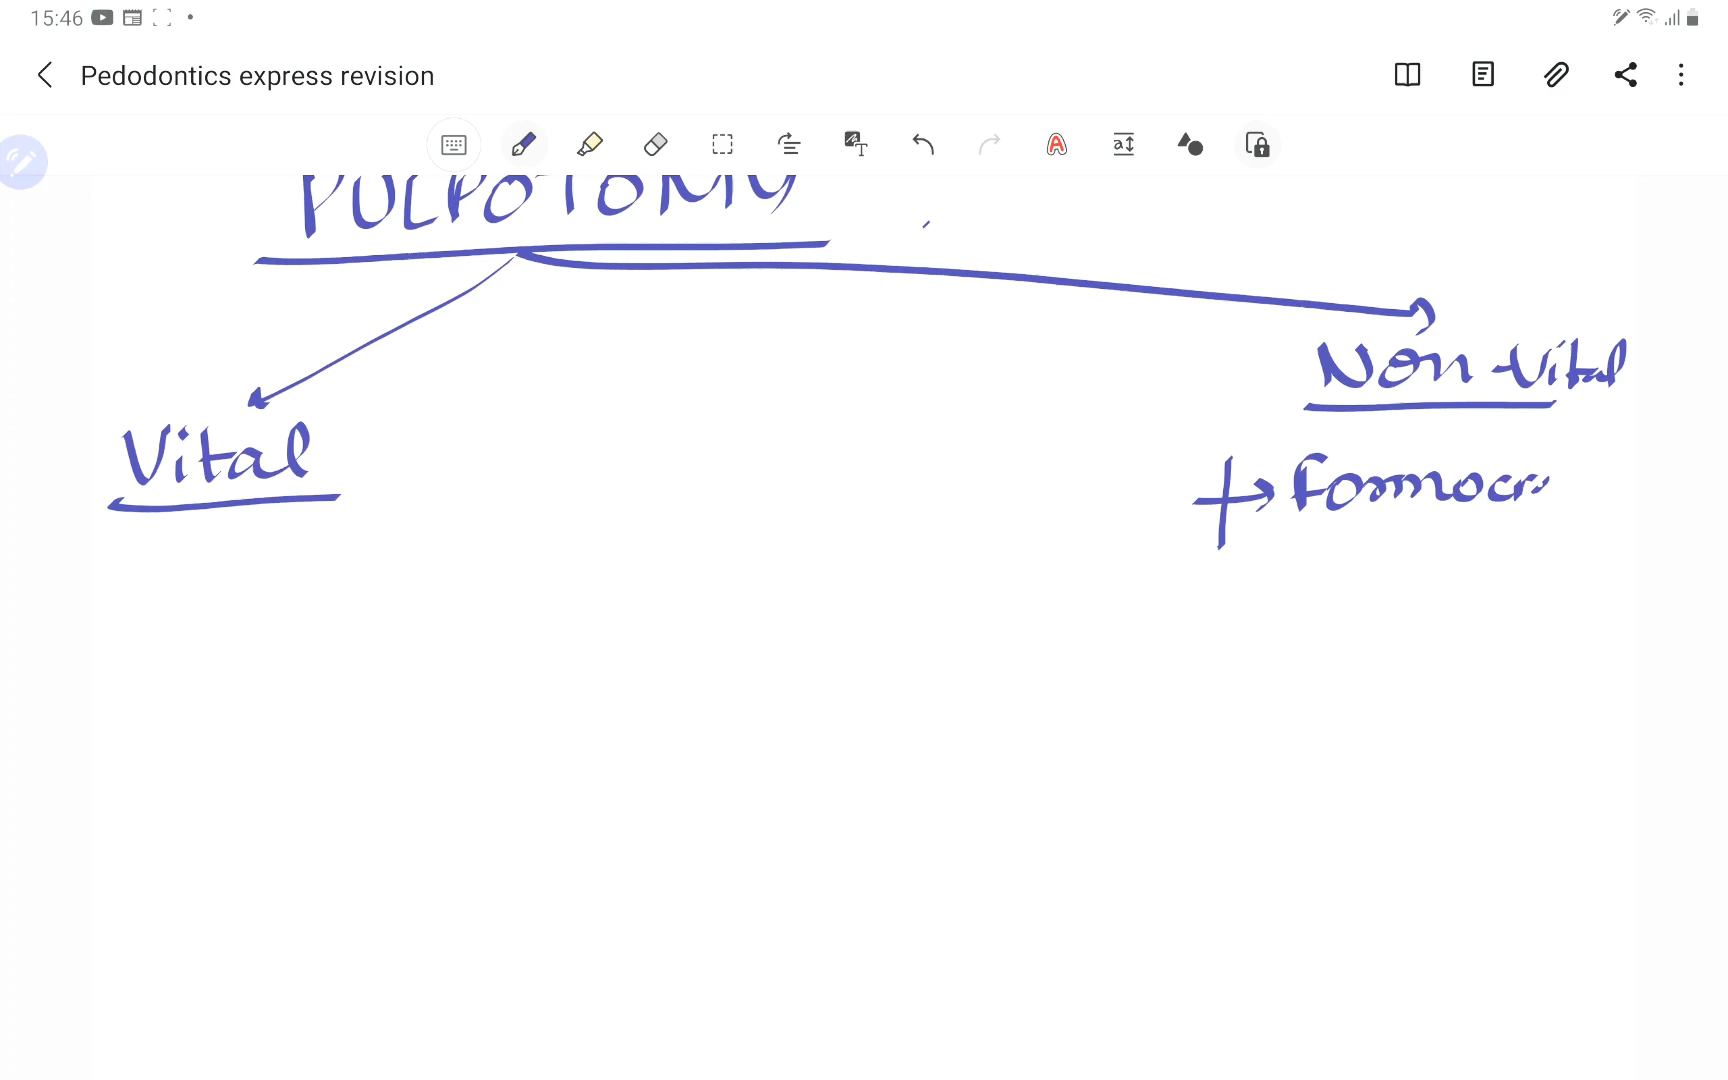 15:46
Pedodontics express revision
PULPOTOMY
Non-Vital
Vital
Formocr